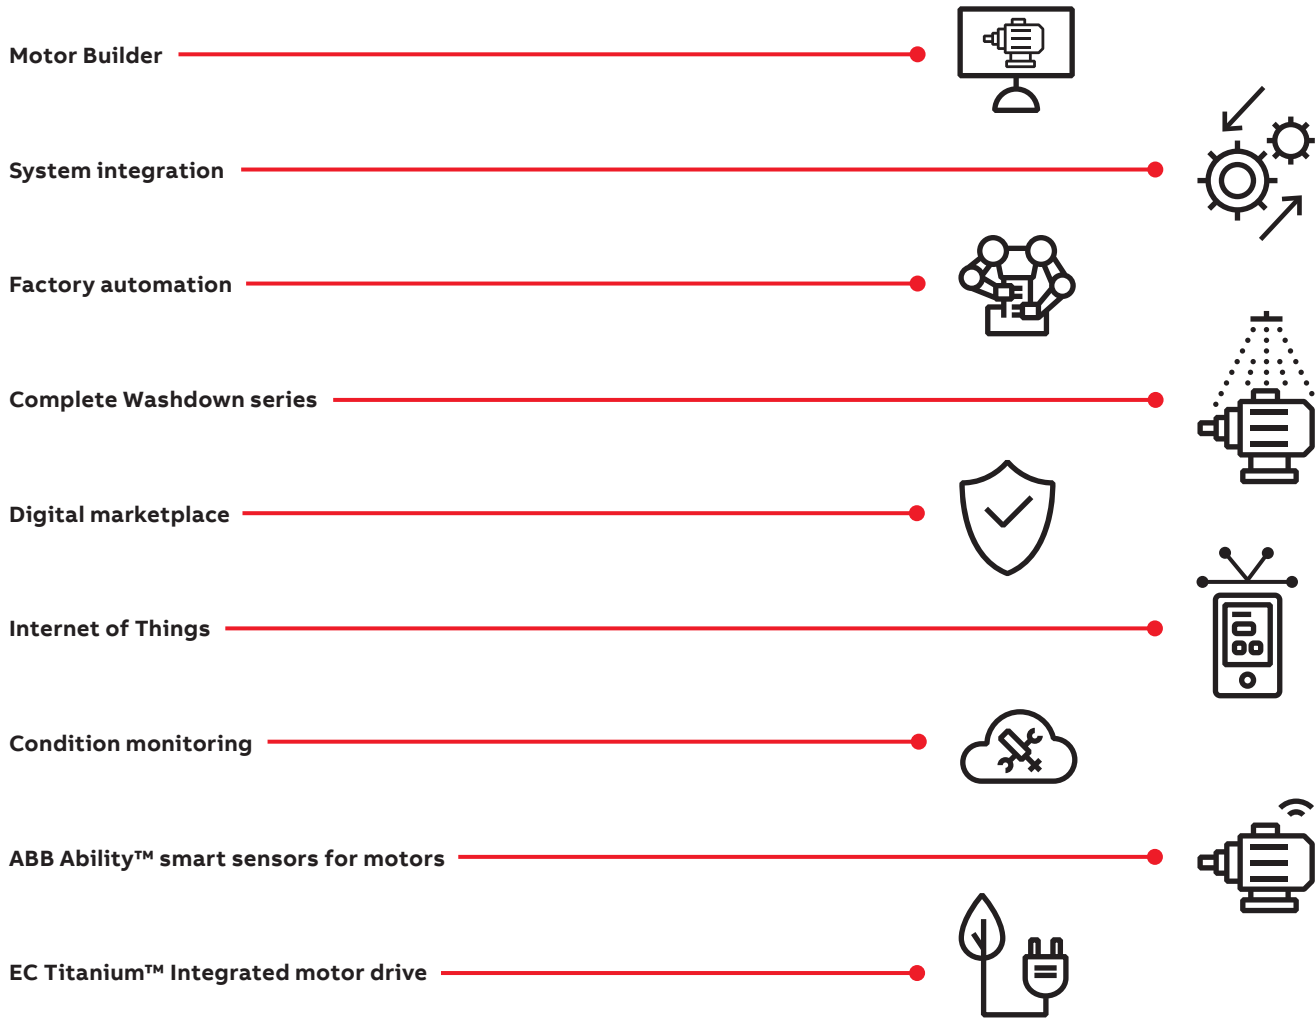 Motor Builder
System integration
Factory automation
Complete Washdown series
Digital marketplace
Internet of Things
Condition monitoring
ABB Ability™ smart sensors for motors
EC Titanium™ Integrated motor drive